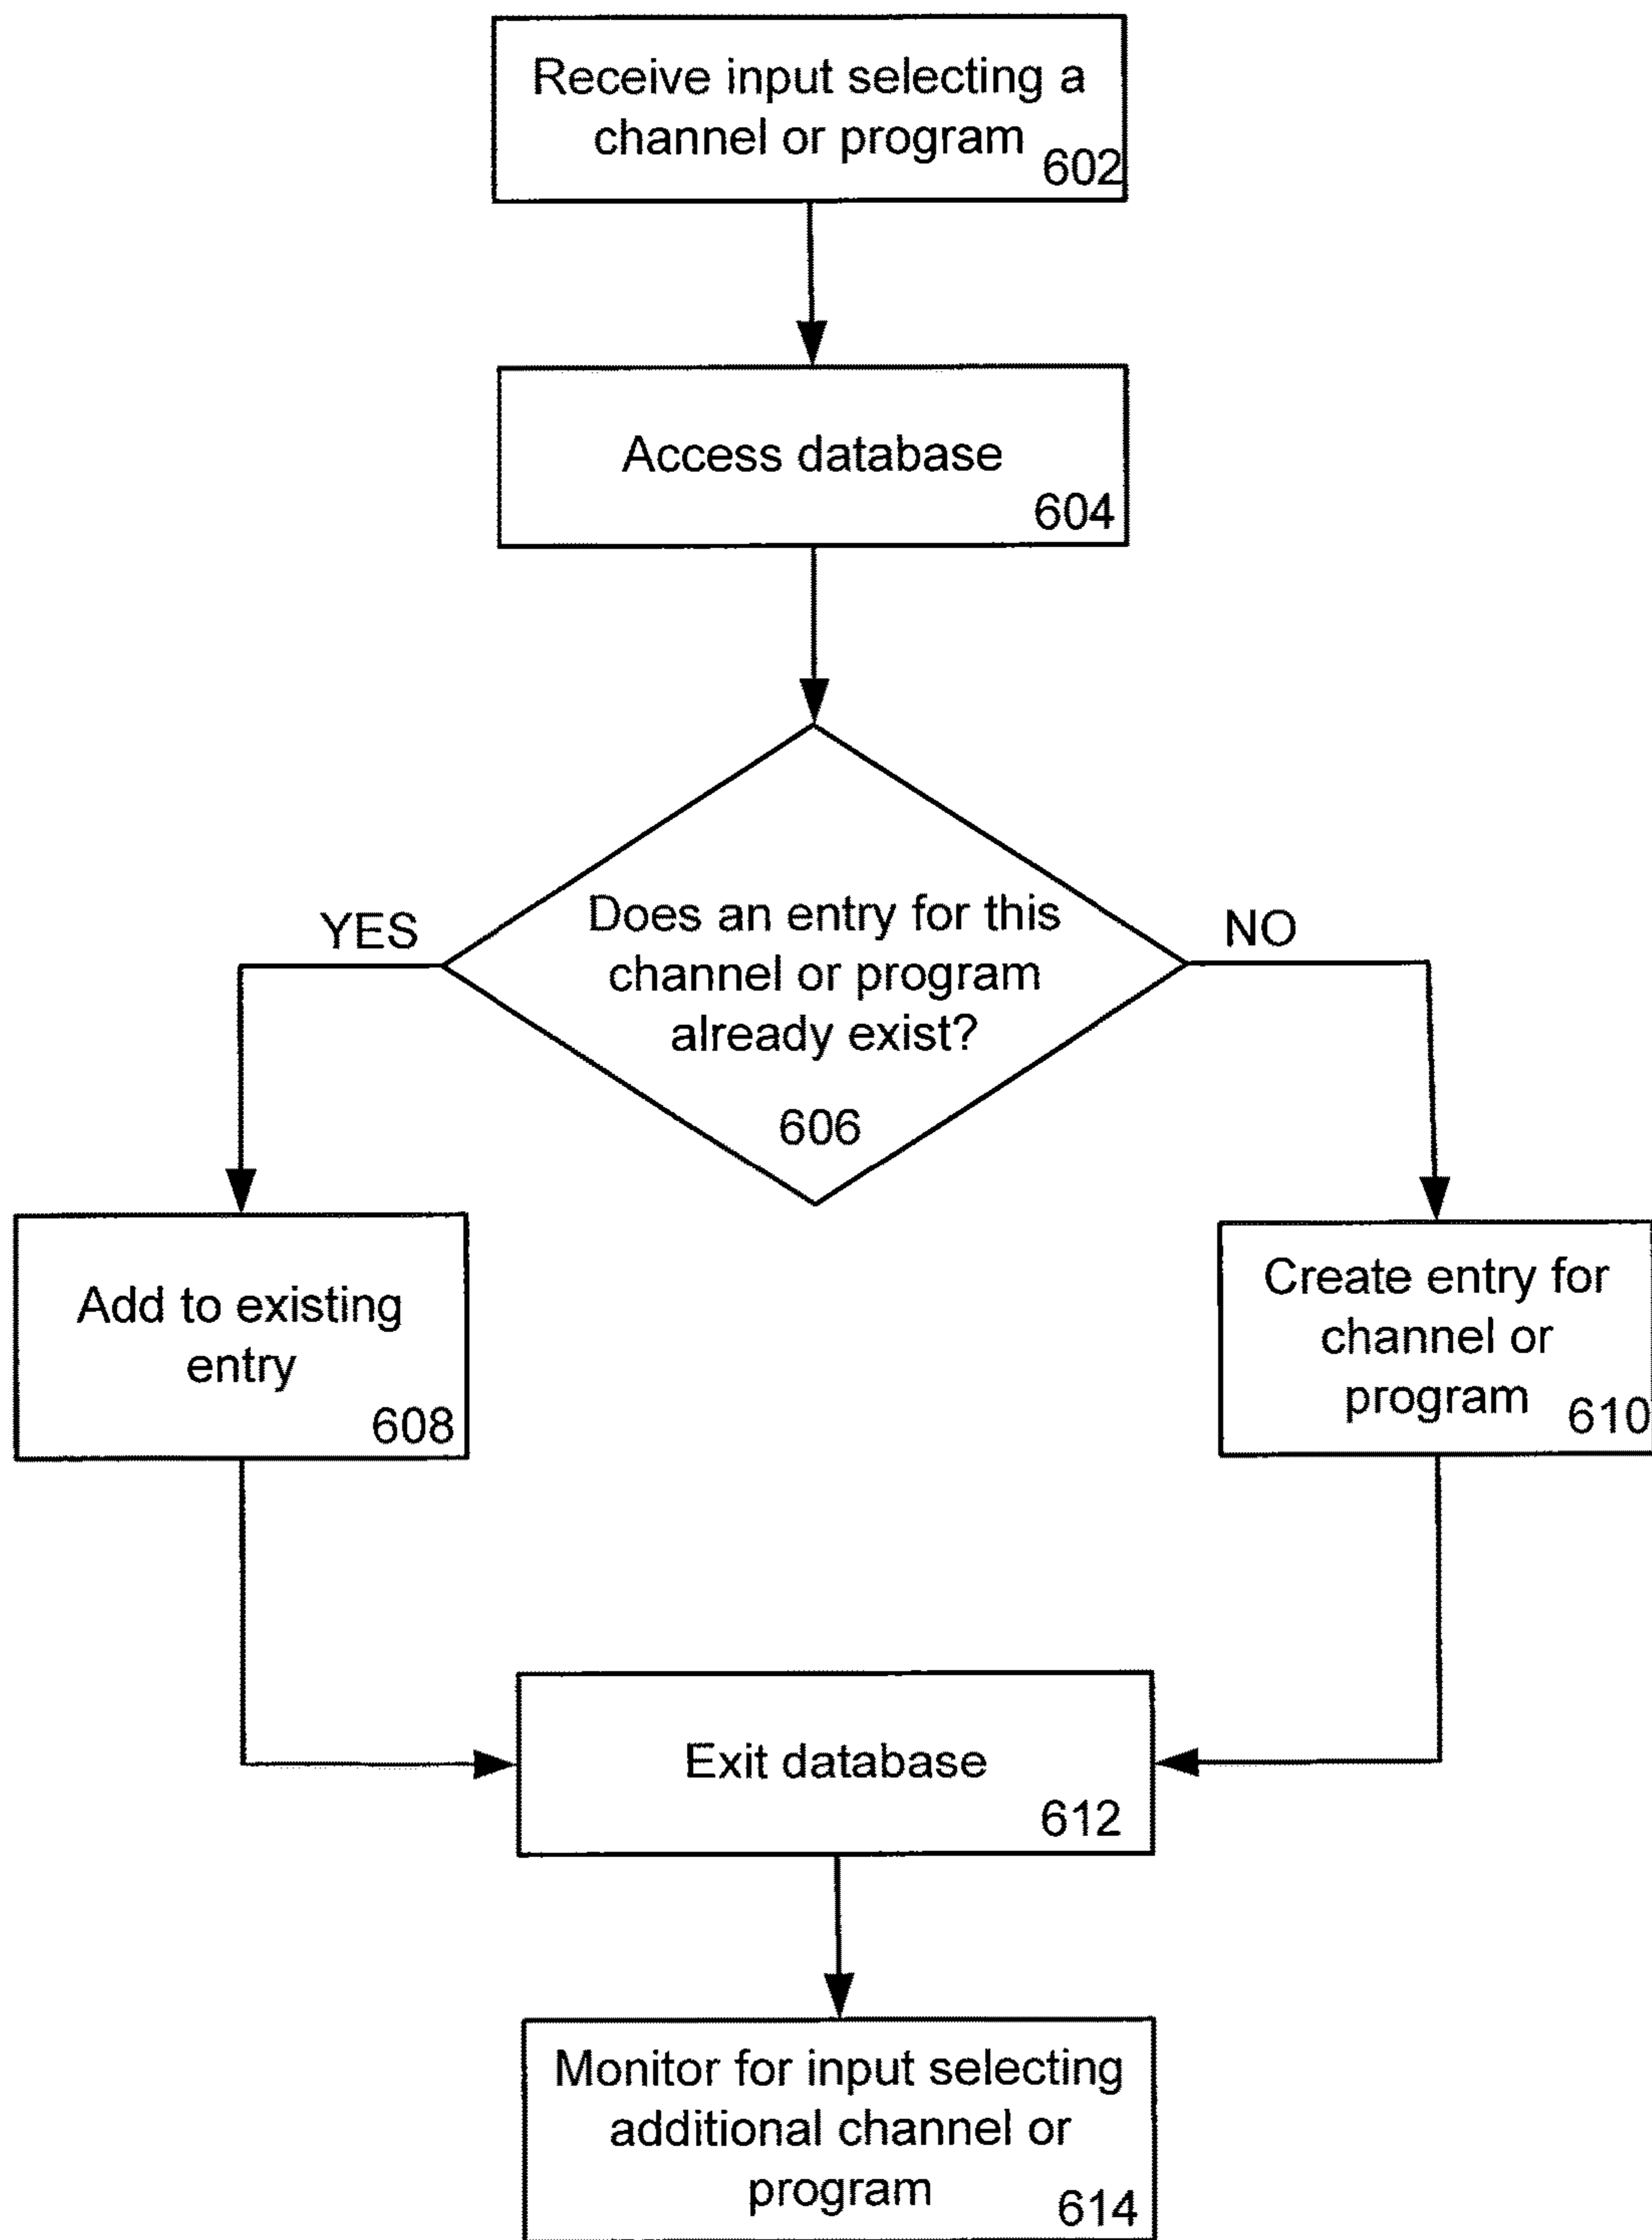 Receive input selecting a
channel or program
602
Access database
604
YES
NO
Does an entry for this
channel or program
already exist?
606
Add to existing
entry
608
Create entry for
channel or
program
610
Exit database
612
Monitor for input selecting
additional channel or
program
614